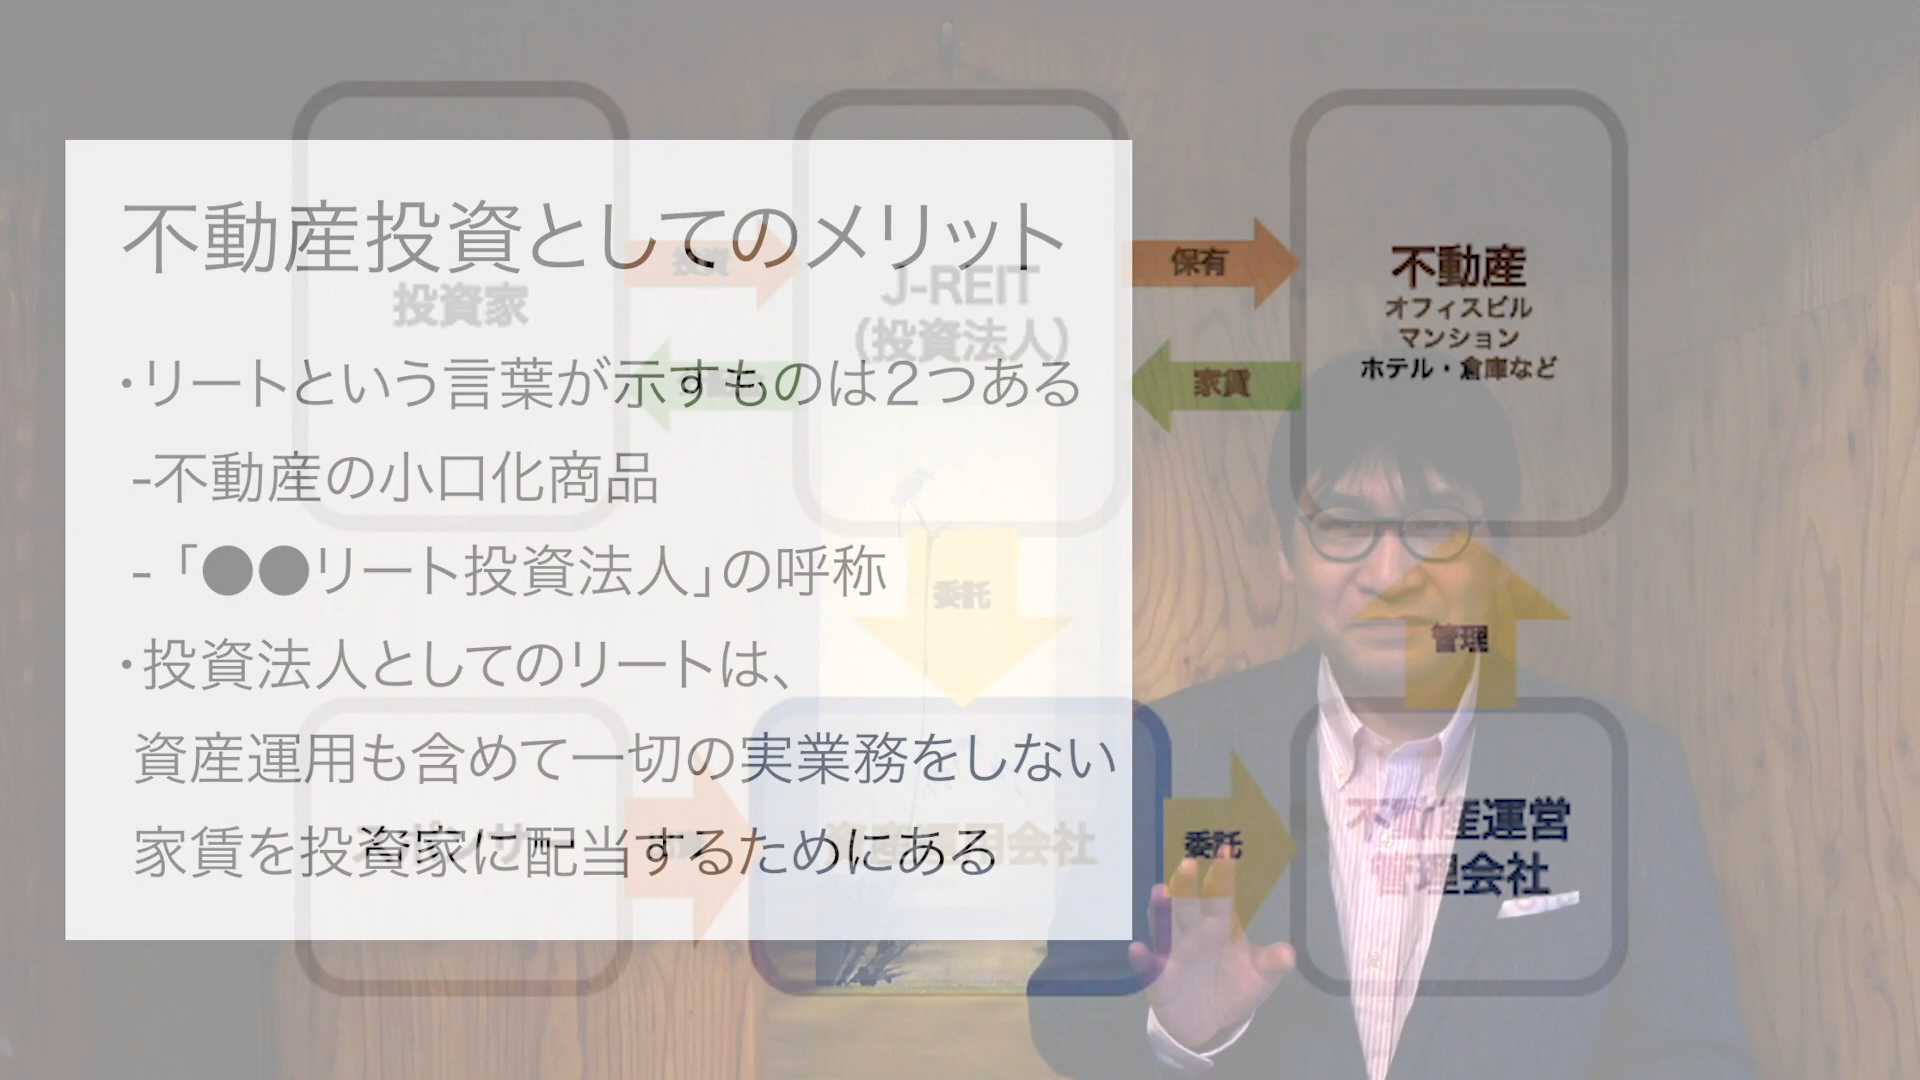 不動産投資としてのメリット
・リートという言葉が示すものは２つある
-不動産の小口化商品
-「●●リート投資法人」の呼称
・投資法人としてのリートは、
資産運用も含めて一切の実業務をしない
家賃を投資家に配当するためにある
投資家
投資
J-REIT
（投資法人）
保有
不動産
オフィスビル
マンション
ホテル・倉庫など
家賃
委託
管理
委託
不動産運営
管理会社